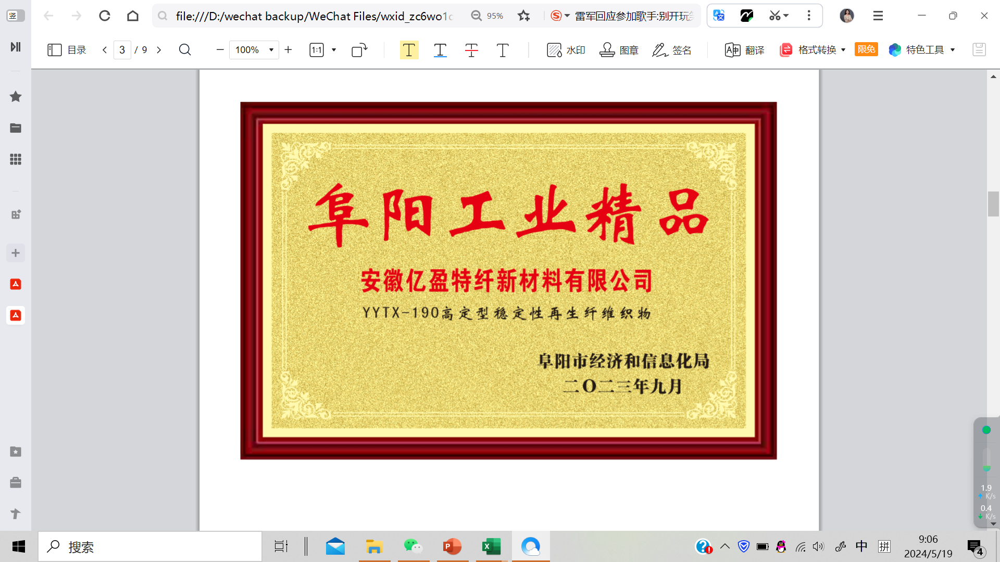 竖
file:///D:/wechat backup/WeChat Files/wxid_zc6wo1
95%
雷军回应参加歌手:别开玩
目录
3 / 9
100%
1:1
水印
图章
签名
翻译
格式转换
限免
特色工具
阜阳工业精品
安徽亿盈特纤新材料有限公司
YYTX-190高定型稳定性再生纤维织物
阜阳市经济和信息化局
二〇二三年九月
1.9
K/s
0.4
K/s
搜索
中
拼
9:06
2024/5/19
4